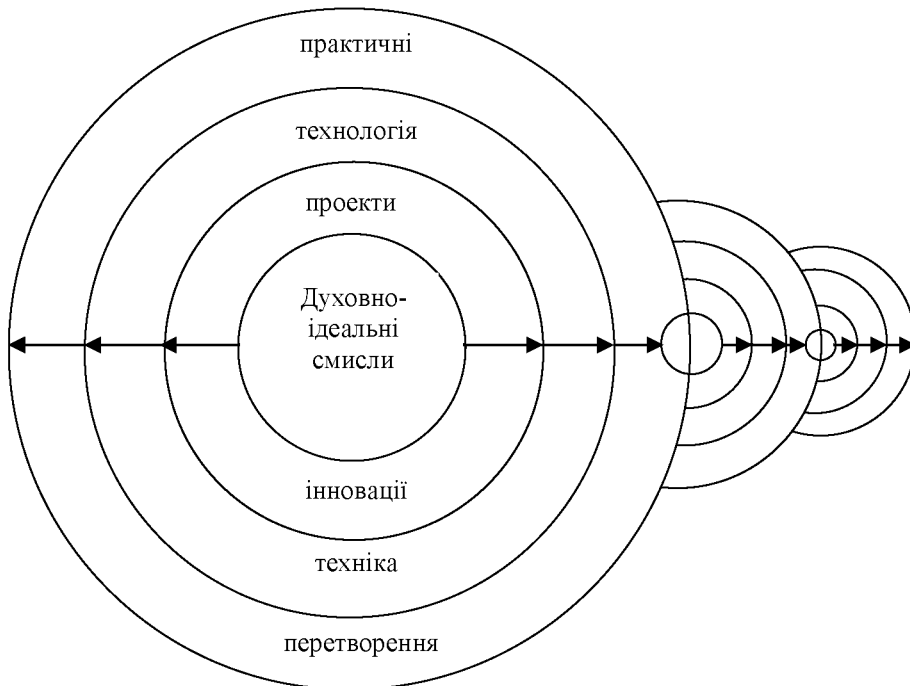 практичні
технологія
проекти
Духовно-
ідеальні
смисли
інновації
техніка
перетворення